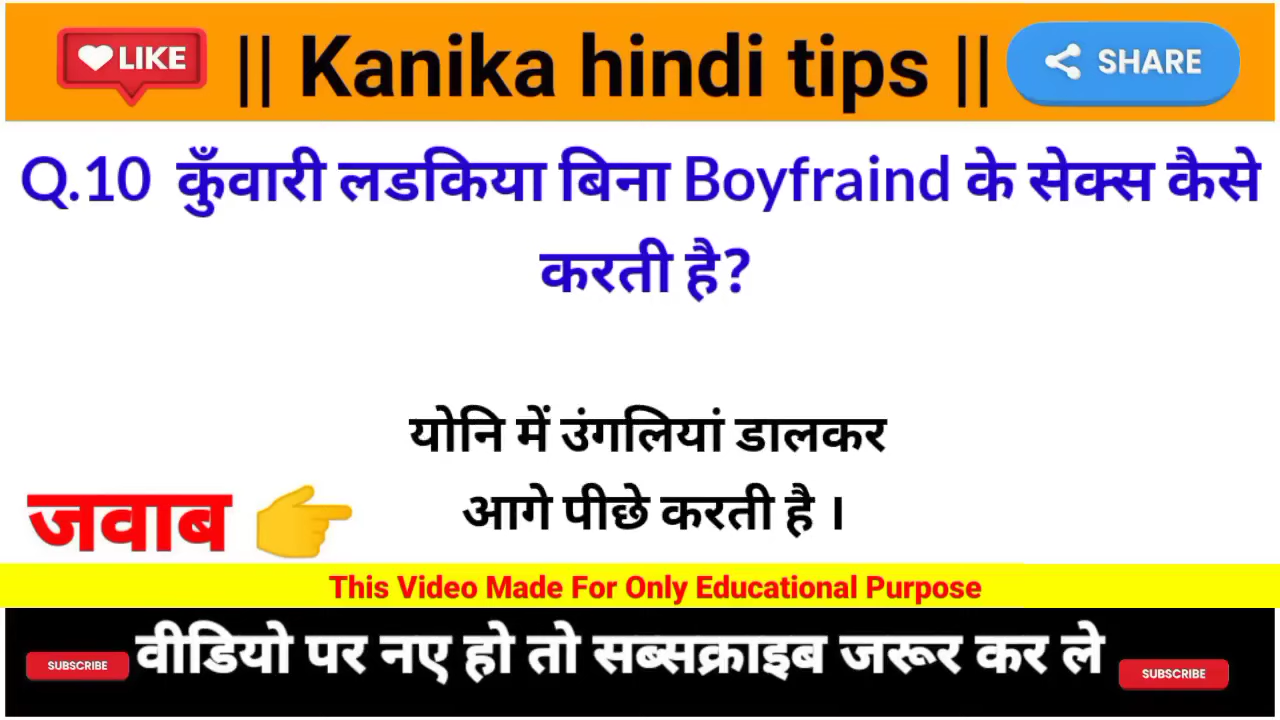 LIKE || Kanika hindi tips || SHARE
Q.10 कुँवारी लडकिया बिना Boyfraind के सेक्स कैसे
करती है?
योनि में उंगलियां डालकर
जवाब आगे पीछे करती है ।
This Video Made For Only Educational Purpose
SUBSCRIBE वीडियो पर नए हो तो सब्सक्राइब जरूर कर ले SUBSCRIBE